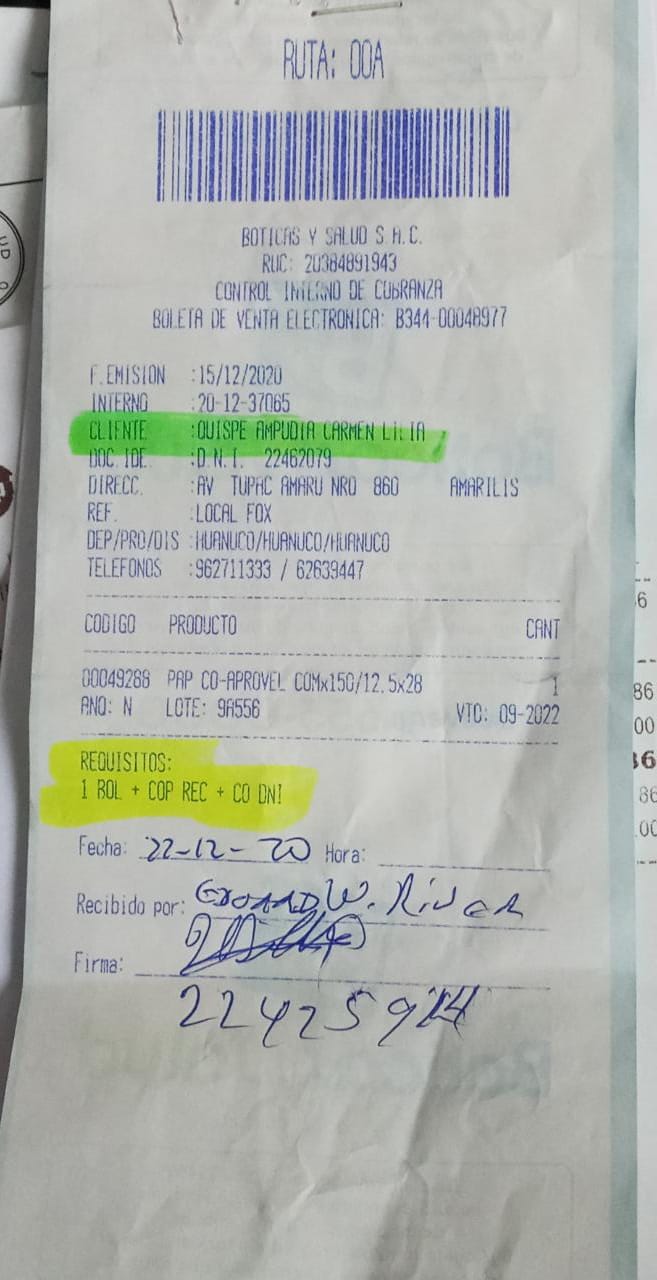 RUTA: 00A
BOTICAS Y SALUD S.A.C.
RUC: 20384891943
CONTROL INTERNO DE COBRANZA
BOLETA DE VENTA ELECTRONICA: B344-00048977
F.EMISION :15/12/2020
INTERNO :20-12-37065
CLIENTE :QUISPE AMPUDIA CARMEN LILIA
DOC.IDE. :D.N.I. 22462079
DIRECC. :AV TUPAC AMARU NRO 860 AMARILIS
REF. :LOCAL FOX
DEP/PRO/DIS :HUANUCO/HUANUCO/HUANUCO
TELEFONOS :962711333 / 62639447
CODIGO PRODUCTO CANT
00049288 PAP CO-APROVEL COMx150/12.5x28 1
ANQ: N LOTE: 9A556 VTO: 09-2022
REQUISITOS:
1 BOL + COP REC + CO DNI
Fecha: 22-12-20 Hora:
Recibido por: W. River
Firma: